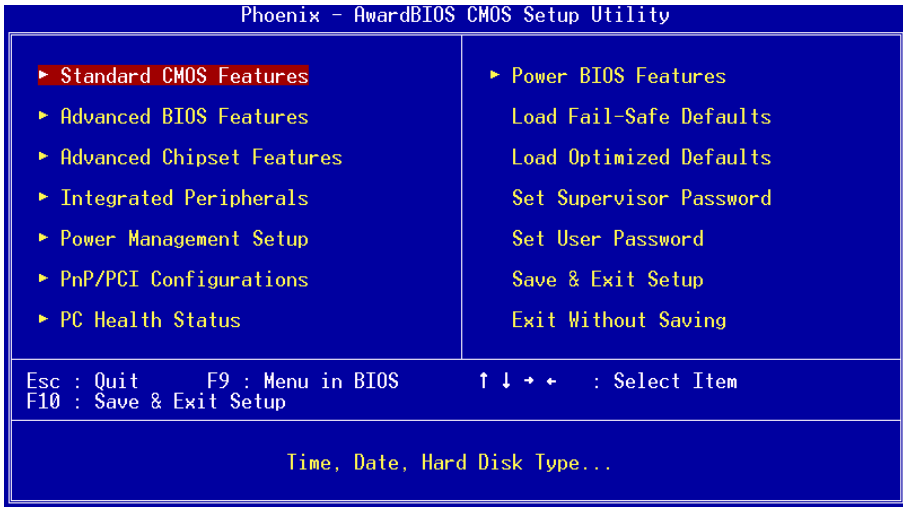 Phoenix - AwardBIOS CMOS Setup Utility
► Standard CMOS Features
► Advanced BIOS Features
► Advanced Chipset Features
► Integrated Peripherals
► Power Management Setup
► PnP/PCI Configurations
► PC Health Status
► Power BIOS Features
Load Fail-Safe Defaults
Load Optimized Defaults
Set Supervisor Password
Set User Password
Save & Exit Setup
Exit Without Saving
Esc : Quit F9 : Menu in BIOS ↑ ↓ → ← : Select Item
F10 : Save & Exit Setup
Time, Date, Hard Disk Type...